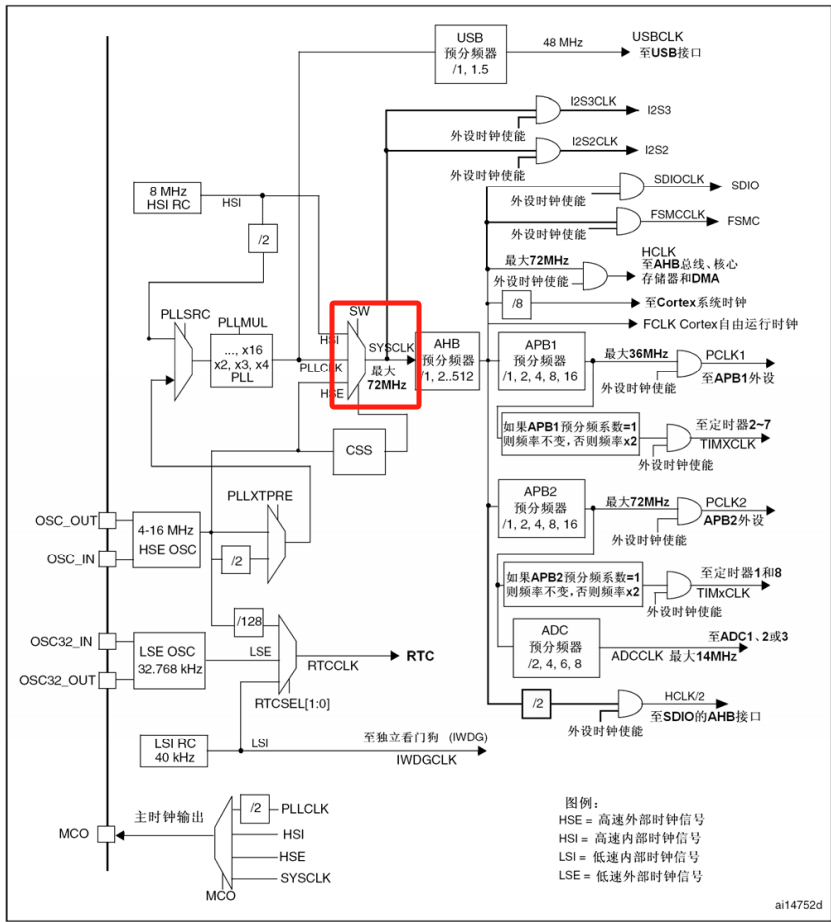 USB
预分频器
/1, 1.5
48 MHz
USBCLK
至USB接口
I2S3CLK
I2S3
外设时钟使能
I2S2CLK
I2S2
外设时钟使能
8 MHz
HSI RC
HSI
SDIOCLK
SDIO
外设时钟使能
FSMCCLK
FSMC
外设时钟使能
/2
最大72MHz
HCLK
至AHB总线、核心
存储器和DMA
外设时钟使能
/8
至Cortex系统时钟
FCLK Cortex自由运行时钟
PLLSRC
PLLMUL
..., x16
x2, x3, x4
PLL
SW
HSI
PLLCLK
HSE
SYSCLK
最大
72MHz
AHB
预分频器
/1, 2..512
APB1
预分频器
/1, 2, 4, 8, 16
最大36MHz
PCLK1
至APB1外设
外设时钟使能
如果APB1预分频系数=1
则频率不变，否则频率x2
至定时器2~7
TIMXCLK
外设时钟使能
CSS
PLLXTPRE
OSC_OUT
OSC_IN
4-16 MHz
HSE OSC
/2
APB2
预分频器
/1, 2, 4, 8, 16
最大72MHz
PCLK2
APB2外设
外设时钟使能
如果APB2预分频系数=1
则频率不变，否则频率x2
至定时器1和8
TIMxCLK
外设时钟使能
/128
OSC32_IN
OSC32_OUT
LSE OSC
32.768 kHz
LSE
RTCCLK
RTC
RTCSEL[1:0]
ADC
预分频器
/2, 4, 6, 8
至ADC1、2或3
ADCCLK 最大14MHz
/2
HCLK/2
至SDIO的AHB接口
外设时钟使能
LSI RC
40 kHz
LSI
至独立看门狗 (IWDG)
IWDGCLK
MCO
主时钟输出
/2
PLLCLK
HSI
HSE
SYSCLK
MCO
图例：
HSE = 高速外部时钟信号
HSI = 高速内部时钟信号
LSI = 低速内部时钟信号
LSE = 低速外部时钟信号
ai14752d